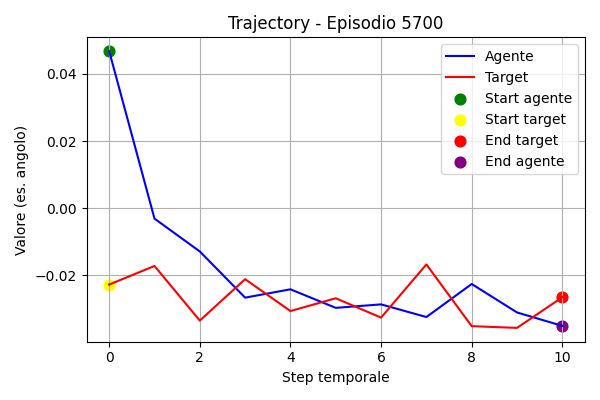 Trajectory - Episodio 5700
Valore (es. angolo)
0.04
0.02
0.00
−0.02
Agente
Target
Start agente
Start target
End target
End agente
0 2 4 6 8 10
Step temporale